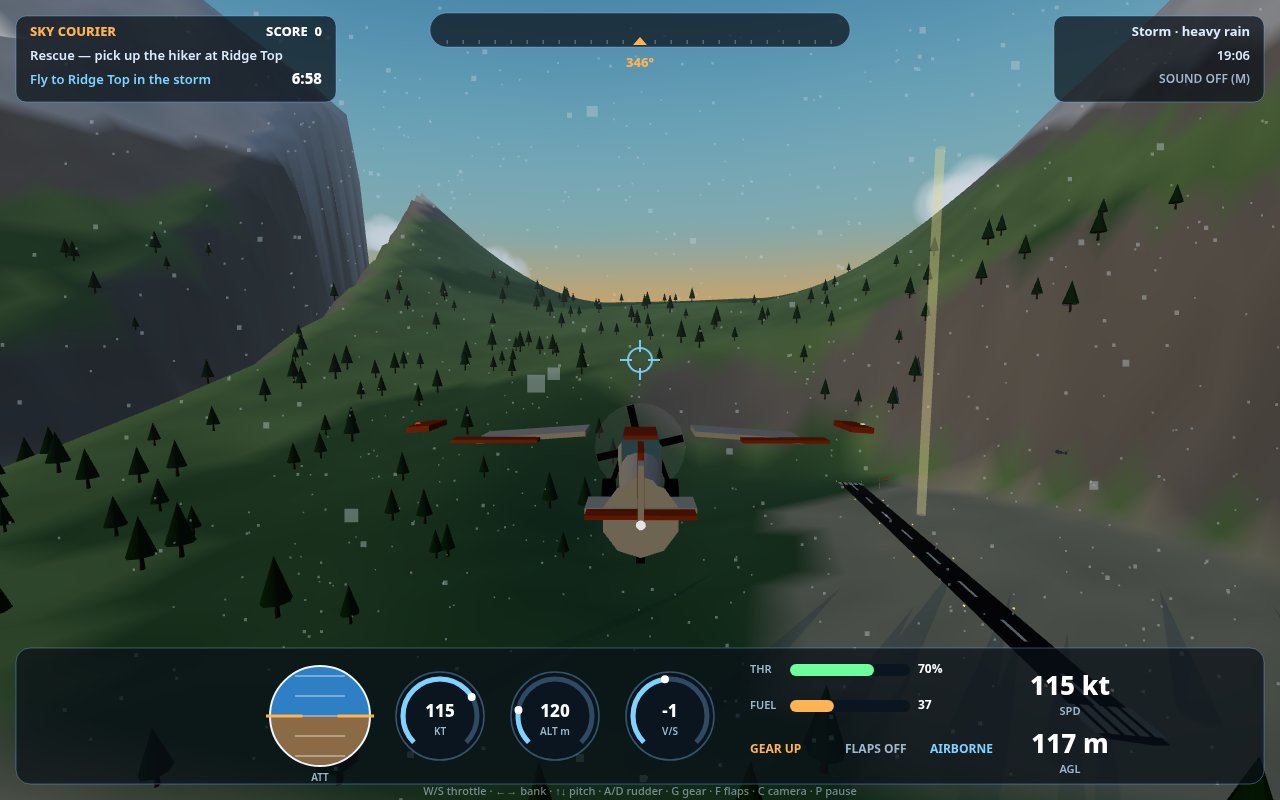 SKY COURIER SCORE 0
Rescue — pick up the hiker at Ridge Top
Fly to Ridge Top in the storm 6:58
346°
Storm · heavy rain
19:06
SOUND OFF (M)
ATT
115
KT
120
ALT m
-1
V/S
THR 70%
FUEL 37
GEAR UP FLAPS OFF AIRBORNE
115 kt
SPD
117 m
AGL
W/S throttle · ←→ bank · ↑↓ pitch · A/D rudder · G gear · F flaps · C camera · P pause